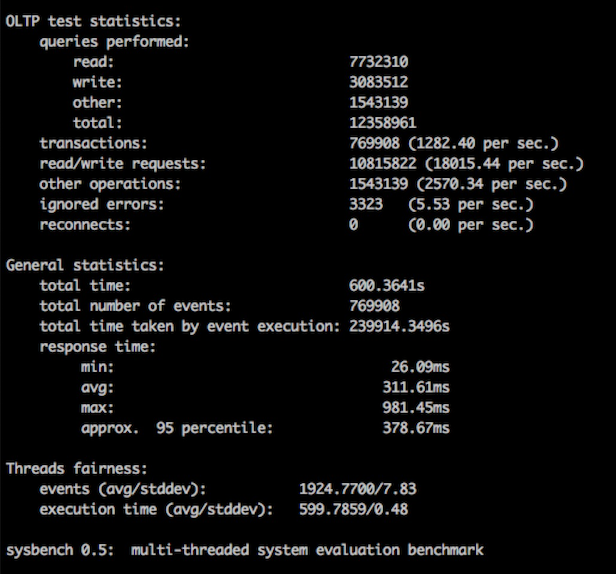 OLTP test statistics:
queries performed:
read: 7732310
write: 3083512
other: 1543139
total: 12358961
transactions: 769908 (1282.40 per sec.)
read/write requests: 10815822 (18015.44 per sec.)
other operations: 1543139 (2570.34 per sec.)
ignored errors: 3323 (5.53 per sec.)
reconnects: 0 (0.00 per sec.)
General statistics:
total time: 600.3641s
total number of events: 769908
total time taken by event execution: 239914.3496s
response time:
min: 26.09ms
avg: 311.61ms
max: 981.45ms
approx. 95 percentile: 378.67ms
Threads fairness:
events (avg/stddev): 1924.7700/7.83
execution time (avg/stddev): 599.7859/0.48
sysbench 0.5: multi-threaded system evaluation benchmark